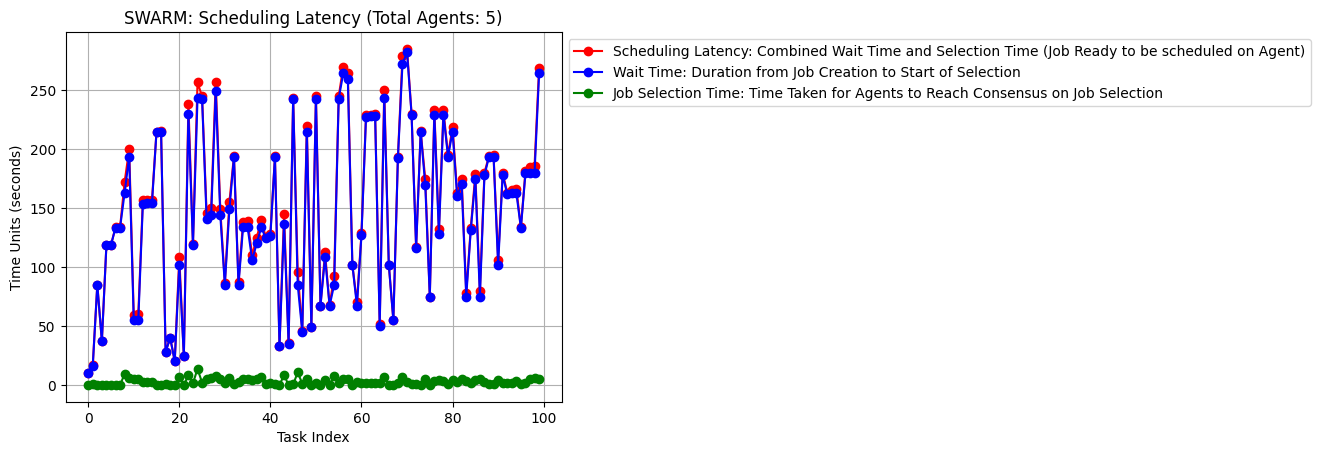 SWARM: Scheduling Latency (Total Agents: 5)
Scheduling Latency: Combined Wait Time and Selection Time (Job Ready to be scheduled on Agent)
Wait Time: Duration from Job Creation to Start of Selection
Job Selection Time: Time Taken for Agents to Reach Consensus on Job Selection
Time Units (seconds)
250
200
150
100
50
0
0 20 40 60 80 100
Task Index